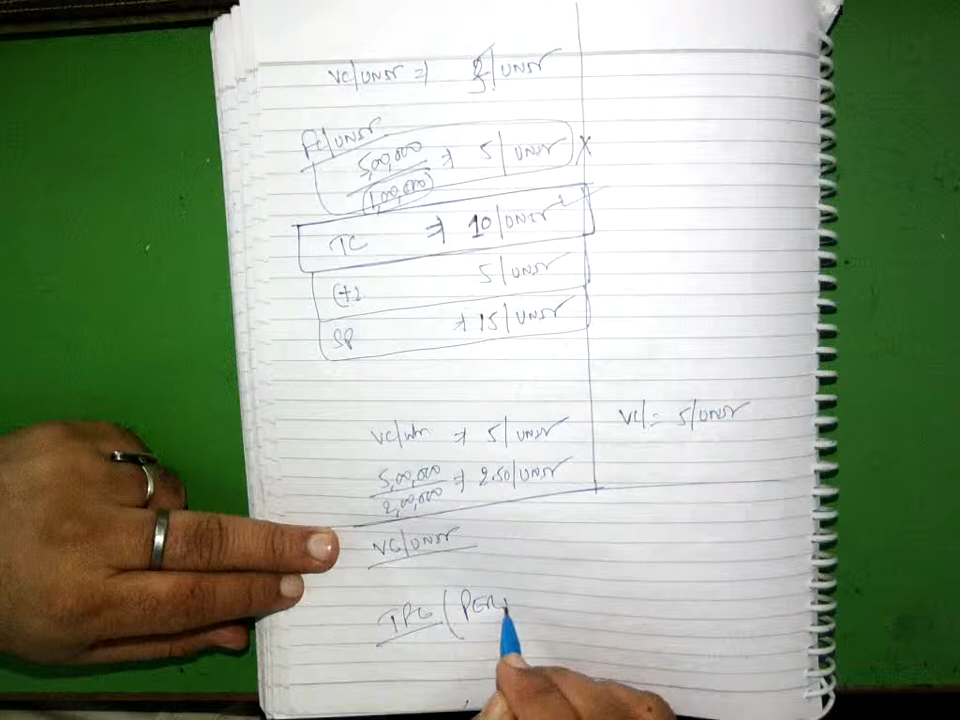 VC/UNIT ⇒ 5/UNIT
FC/UNIT
5,00,000 ⇒ 5/UNIT X
1,00,000
TC ⇒ 10/UNIT
(+) 5/UNIT
SP ⇒ 15/UNIT
VC/ ⇒ 5/UNIT
VC/= 5/UNIT
5,00,000 ⇒ 2.50/UNIT
2,00,000
VC/UNIT
TFC (PER